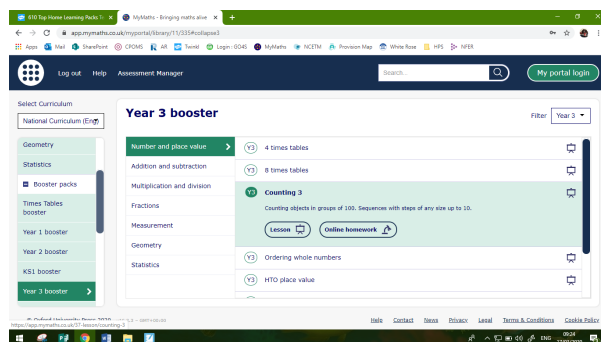 610 Top Home Learning Packs To
MyMaths - Bringing maths alive
app.mymaths.co.uk/myportal/library/11/335#collapse3
Apps Mail SharePoint CPOMS AR Twinkl Login : GO4S MyMaths NCETM Provision Map White Rose HPS NFER
Log out Help Assessment Manager Search... My portal login
Select Curriculum
National Curriculum (Eng)
Geometry
Statistics
Booster packs
Times Tables booster
Year 1 booster
Year 2 booster
KS1 booster
Year 3 booster
Year 3 booster
Filter Year 3
Number and place value
Addition and subtraction
Multiplication and division
Fractions
Measurement
Geometry
Statistics
Y3 4 times tables
Y3 8 times tables
Y3 Counting 3
Counting objects in groups of 100. Sequences with steps of any size up to 10.
Lesson Online homework
Y3 Ordering whole numbers
Y3 HTO place value
© Oxford University Press 2020
Help Contact News Privacy Legal Terms & Conditions Cookie Policy
https://app.mymaths.co.uk/57-lesson/counting-3
ENG
09:24